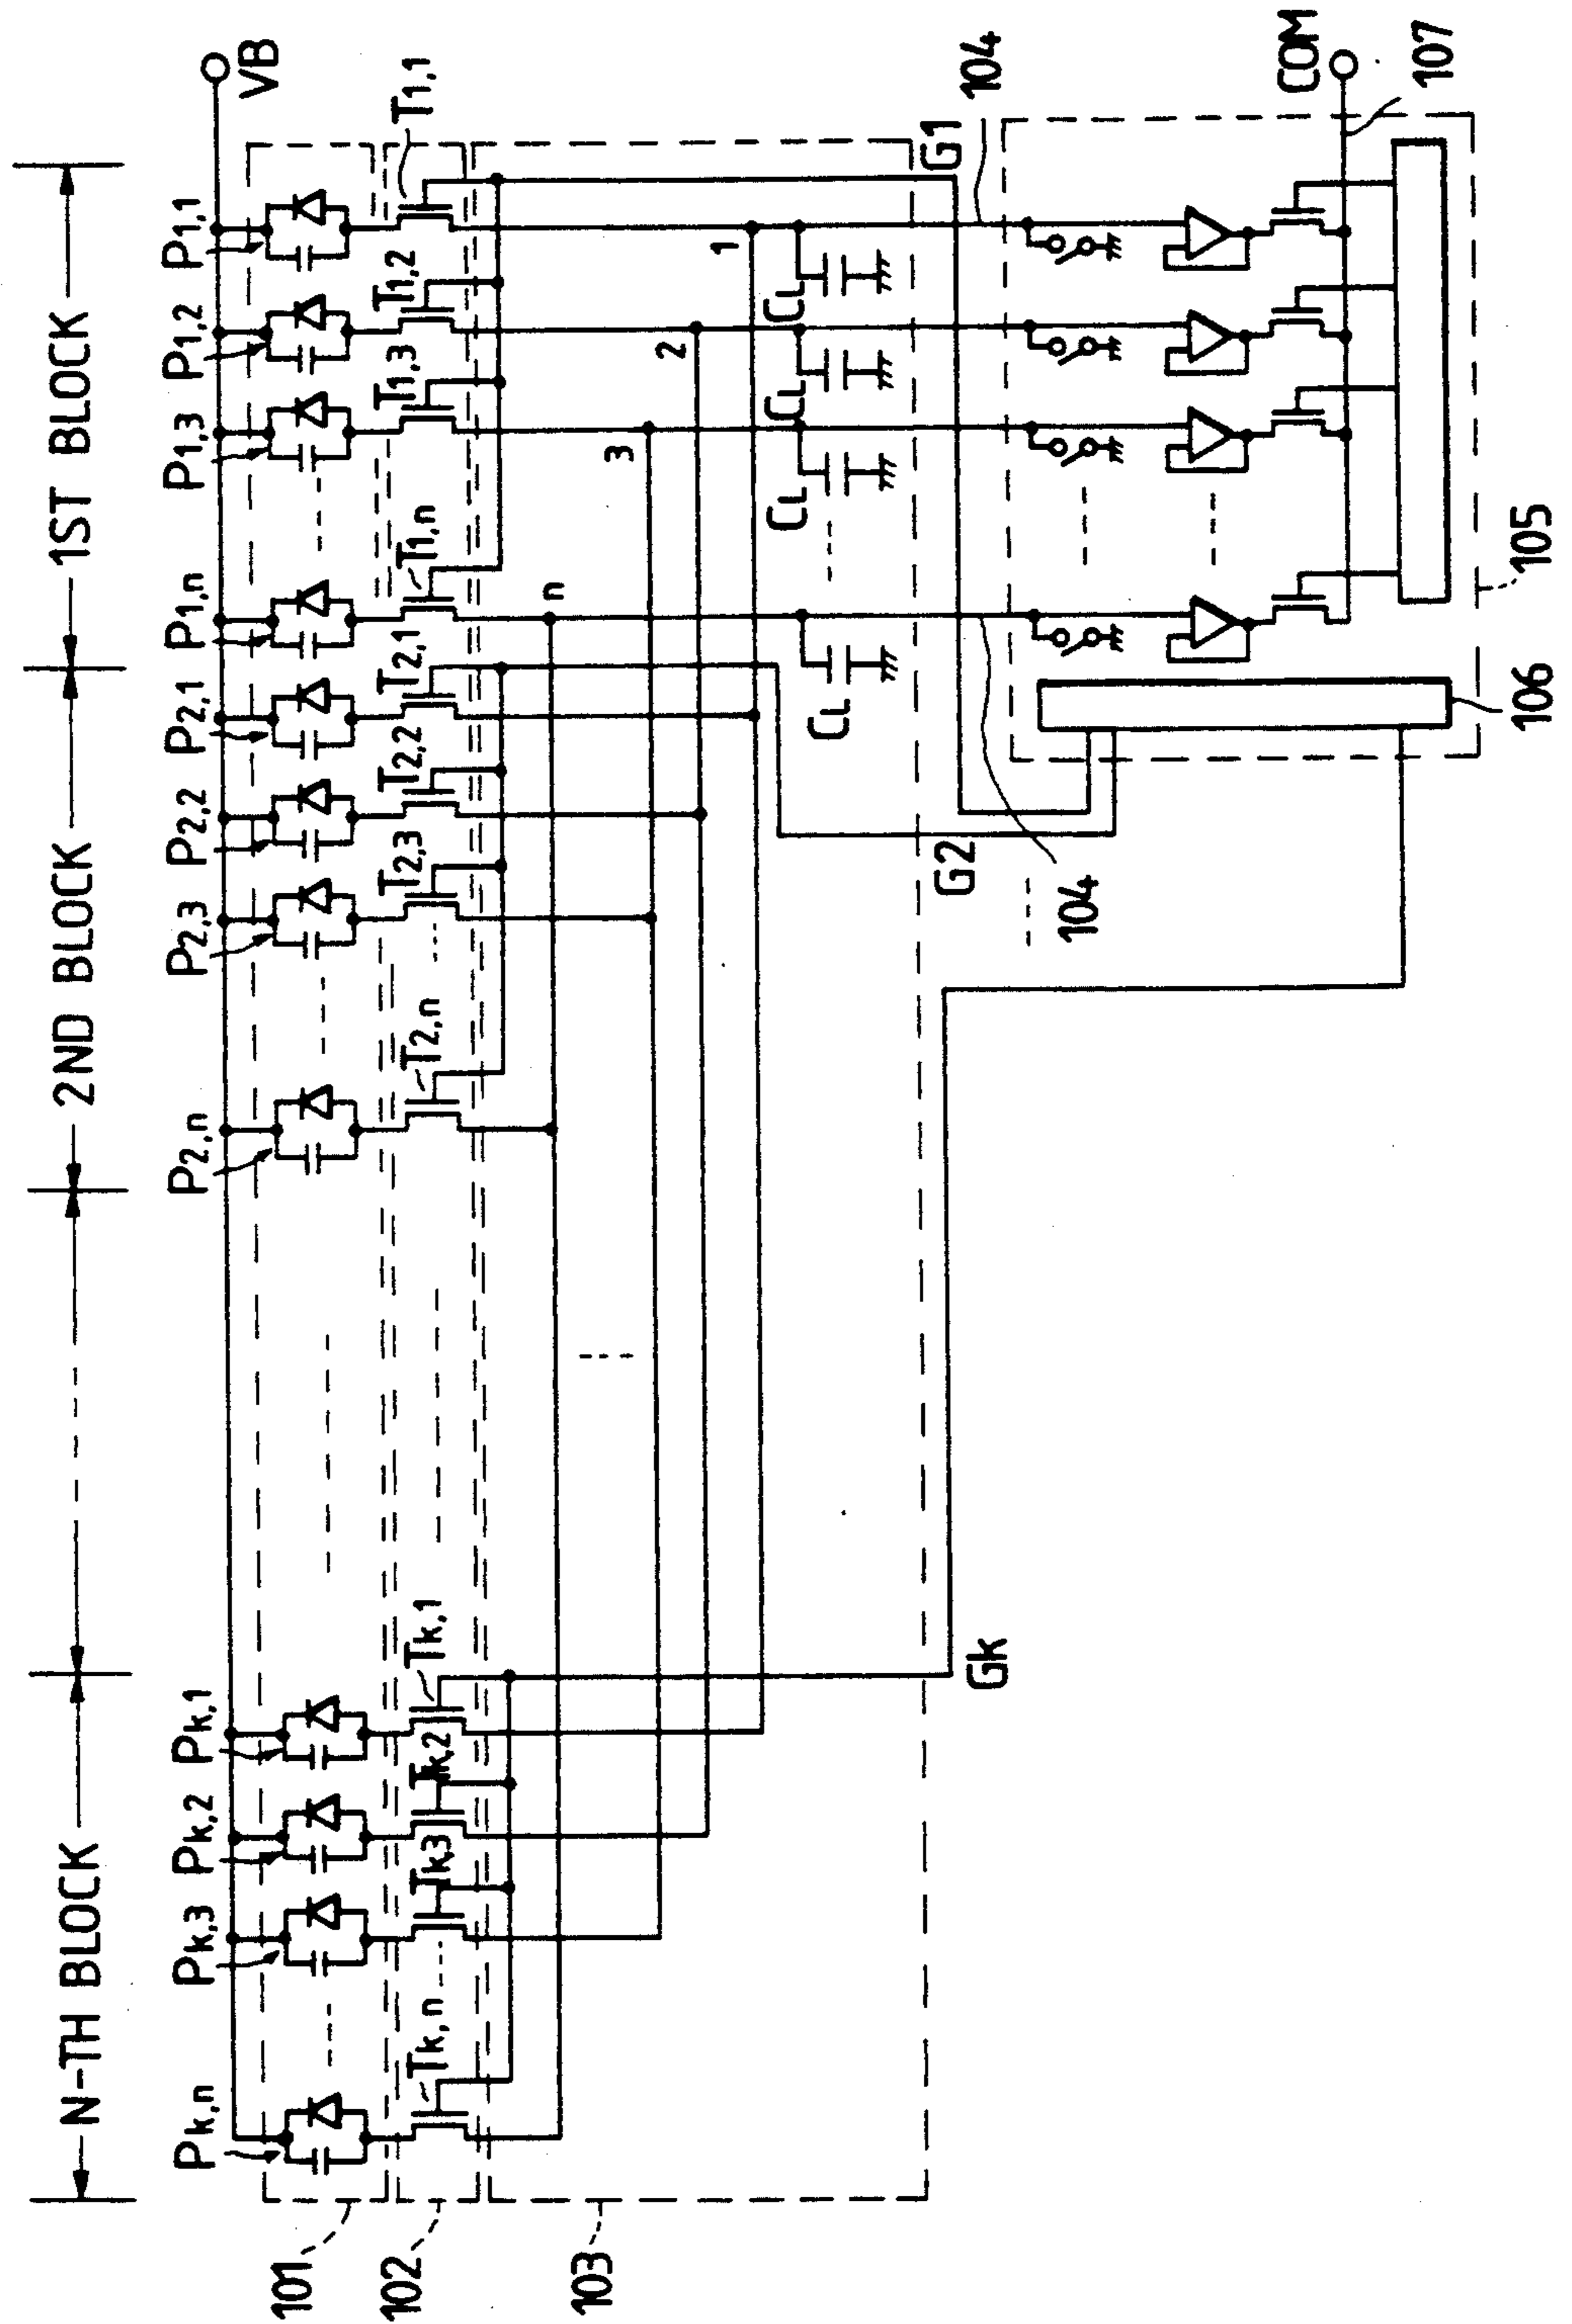 N-TH BLOCK
2ND BLOCK
1ST BLOCK
Pk,n
Pk,3
Pk,2
Pk,1
P2,n
P2,3
P2,2
P2,1
P1,n
P1,3
P1,2
P1,1
VB
101
Tk,n
Tk,3
Tk,2
Tk,1
T2,n
T2,3
T2,2
T2,1
T1,n
T1,3
T1,2
T1,1
102
n
3
2
1
103
CL
CL
CL
CL
Gk
G2
G1
104
104
COM
106
105
107